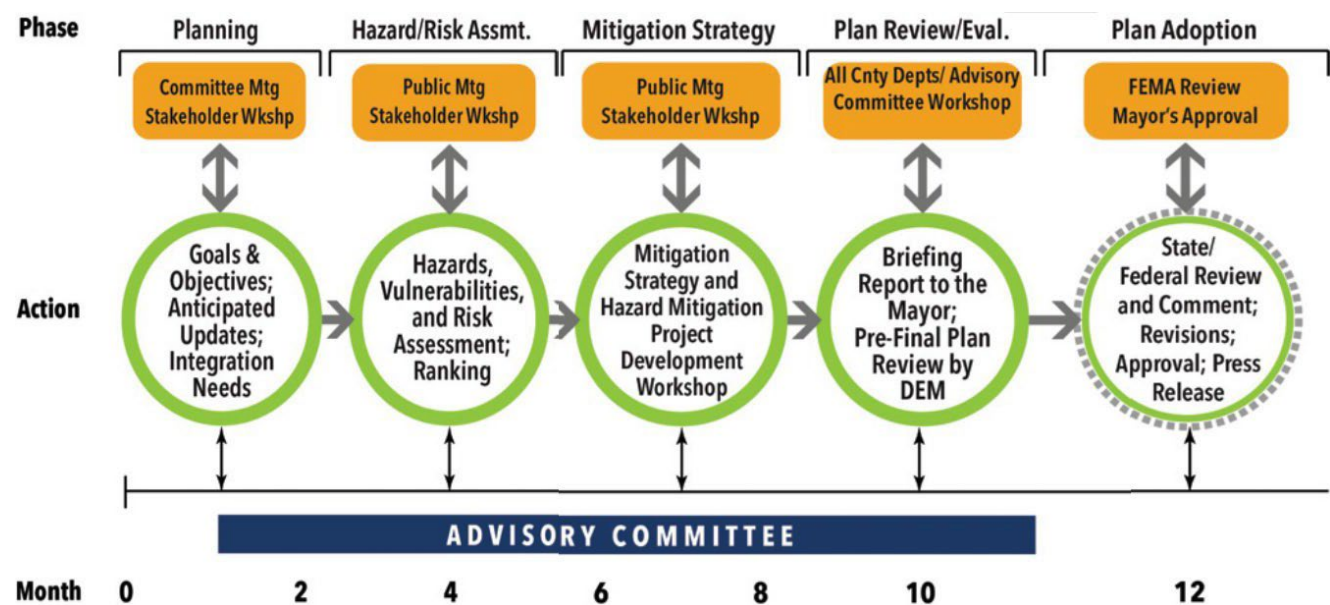 Phase
Planning
Hazard/Risk Assmt.
Mitigation Strategy
Plan Review/Eval.
Plan Adoption
Committee Mtg
Stakeholder Wkshp
Public Mtg
Stakeholder Wkshp
Public Mtg
Stakeholder Wkshp
All Cnty Depts/ Advisory
Committee Workshop
FEMA Review
Mayor's Approval
Action
Goals &
Objectives;
Anticipated
Updates;
Integration
Needs
Hazards,
Vulnerabilities,
and Risk
Assessment;
Ranking
Mitigation
Strategy and
Hazard Mitigation
Project
Development
Workshop
Briefing
Report to the
Mayor;
Pre-Final Plan
Review by
DEM
State/
Federal Review
and Comment;
Revisions;
Approval; Press
Release
ADVISORY COMMITTEE
Month 0 2 4 6 8 10 12